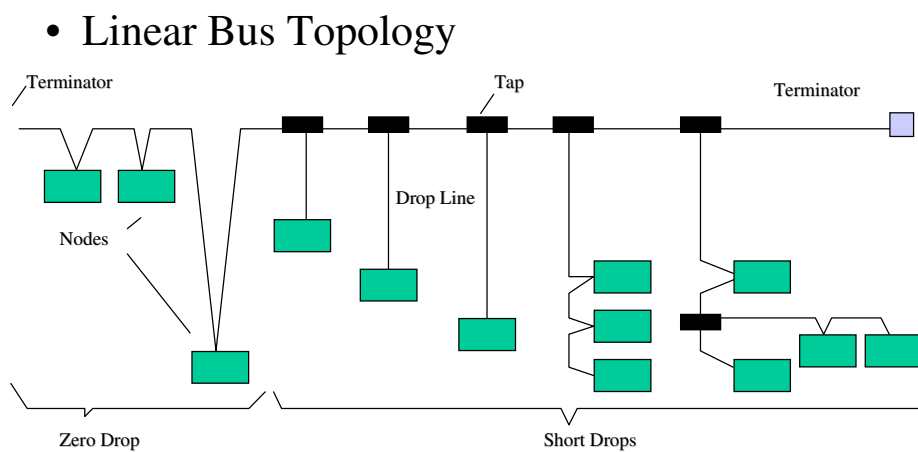 • Linear Bus Topology
Terminator
Tap
Terminator
Drop Line
Nodes
Zero Drop
Short Drops